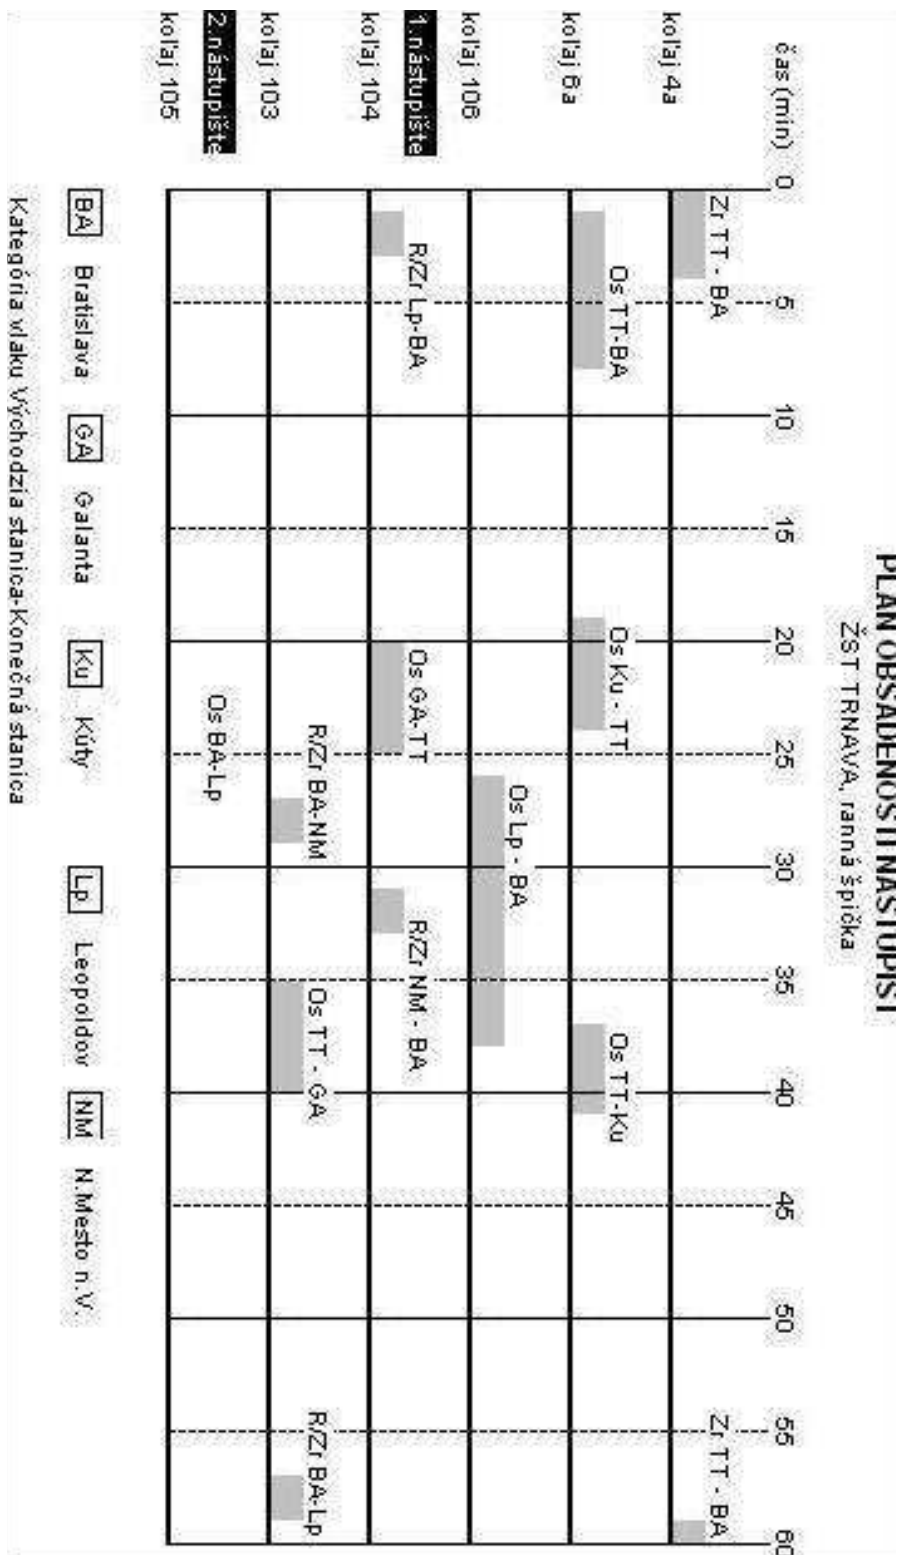 PLAN OBSADENOSTI NÁSTUPÍŠŤ
ŽST TRNAVA, ranná špička
čas (min) 0 5 10 15 20 25 30 35 40 45 50 55 60
koľaj 4a
Zr TT - BA
Zr TT - BA
koľaj 6a
Os TT-BA
Os Ku - TT
Os TT-Ku
koľaj 106
Os Lp - BA
1.nástupište
koľaj 104
R/Zr Lp-BA
Os GA-TT
R/Zr NM - BA
koľaj 103
R/Zr BA-NM
Os TT - GA
R/Zr BA-Lp
2.nástupište
Os BA-Lp
koľaj 105
BA Bratislava GA Galanta Ku Kúty Lp Leopoldov NM N.Mesto n.V.
Kategória vlaku Východzia stanica-Konečná stanica